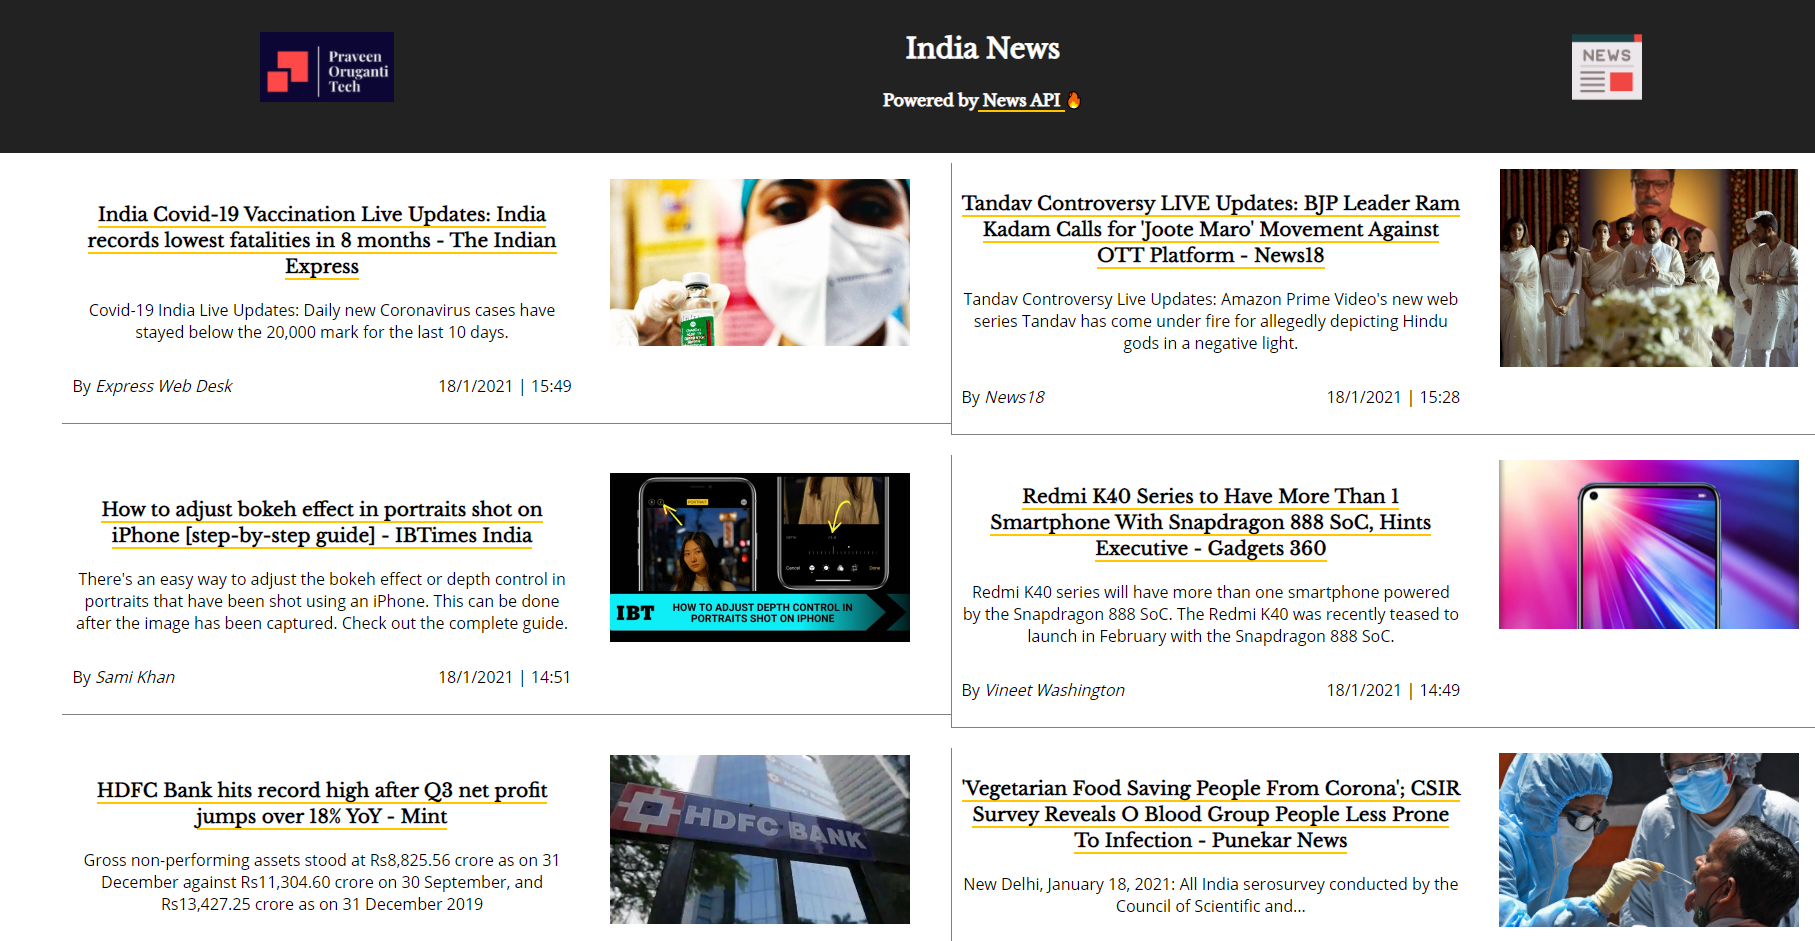 Praveen
Oruganti
Tech
India News
Powered by News API 🔥
NEWS
India Covid-19 Vaccination Live Updates: India
records lowest fatalities in 8 months - The Indian
Express
Covid-19 India Live Updates: Daily new Coronavirus cases have
stayed below the 20,000 mark for the last 10 days.
By Express Web Desk 18/1/2021 | 15:49
Tandav Controversy LIVE Updates: BJP Leader Ram
Kadam Calls for 'Joote Maro' Movement Against
OTT Platform - News18
Tandav Controversy Live Updates: Amazon Prime Video's new web
series Tandav has come under fire for allegedly depicting Hindu
gods in a negative light.
By News18 18/1/2021 | 15:28
How to adjust bokeh effect in portraits shot on
iPhone [step-by-step guide] - IBTimes India
There's an easy way to adjust the bokeh effect or depth control in
portraits that have been shot using an iPhone. This can be done
after the image has been captured. Check out the complete guide.
By Sami Khan 18/1/2021 | 14:51
PORTRAIT
Cancel Done
IBT
HOW TO ADJUST DEPTH CONTROL IN
PORTRAITS SHOT ON IPHONE
Redmi K40 Series to Have More Than 1
Smartphone With Snapdragon 888 SoC, Hints
Executive - Gadgets 360
Redmi K40 series will have more than one smartphone powered
by the Snapdragon 888 SoC. The Redmi K40 was recently teased to
launch in February with the Snapdragon 888 SoC.
By Vineet Washington 18/1/2021 | 14:49
HDFC Bank hits record high after Q3 net profit
jumps over 18% YoY - Mint
Gross non-performing assets stood at Rs8,825.56 crore as on 31
December against Rs11,304.60 crore on 30 September, and
Rs13,427.25 crore as on 31 December 2019
HDFC BANK
'Vegetarian Food Saving People From Corona'; CSIR
Survey Reveals O Blood Group People Less Prone
To Infection - Punekar News
New Delhi, January 18, 2021: All India serosurvey conducted by the
Council of Scientific and...